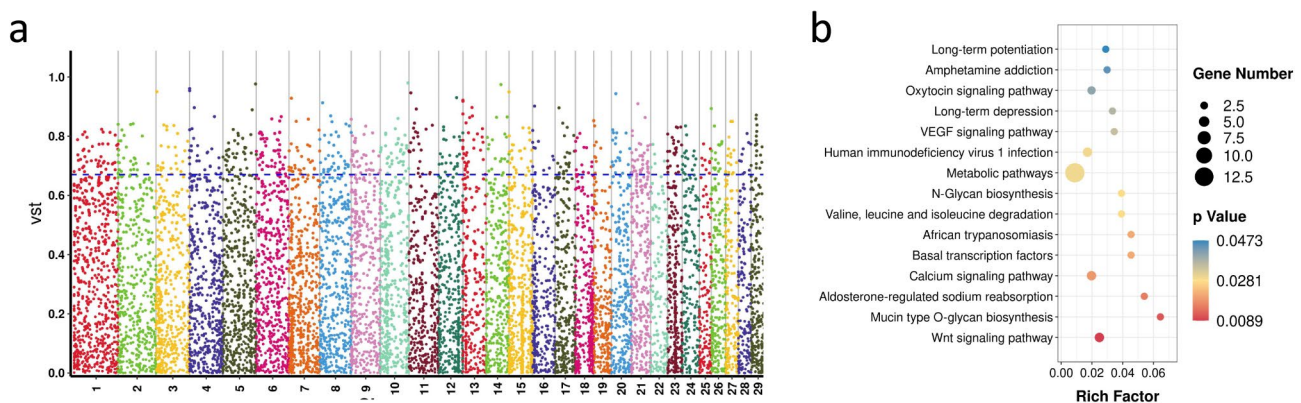 a
1.0
0.8
0.6
0.4
0.2
0.0
vst
1 2 3 4 5 6 7 8 9 10 11 12 13 14 15 16 17 18 19 20 21 22 23 24 25 26 27 28 29
b
Long-term potentiation
Amphetamine addiction
Oxytocin signaling pathway
Long-term depression
VEGF signaling pathway
Human immunodeficiency virus 1 infection
Metabolic pathways
N-Glycan biosynthesis
Valine, leucine and isoleucine degradation
African trypanosomiasis
Basal transcription factors
Calcium signaling pathway
Aldosterone-regulated sodium reabsorption
Mucin type O-glycan biosynthesis
Wnt signaling pathway
0.00 0.02 0.04 0.06
Rich Factor
Gene Number
2.5
5.0
7.5
10.0
12.5
p Value
0.0473
0.0281
0.0089